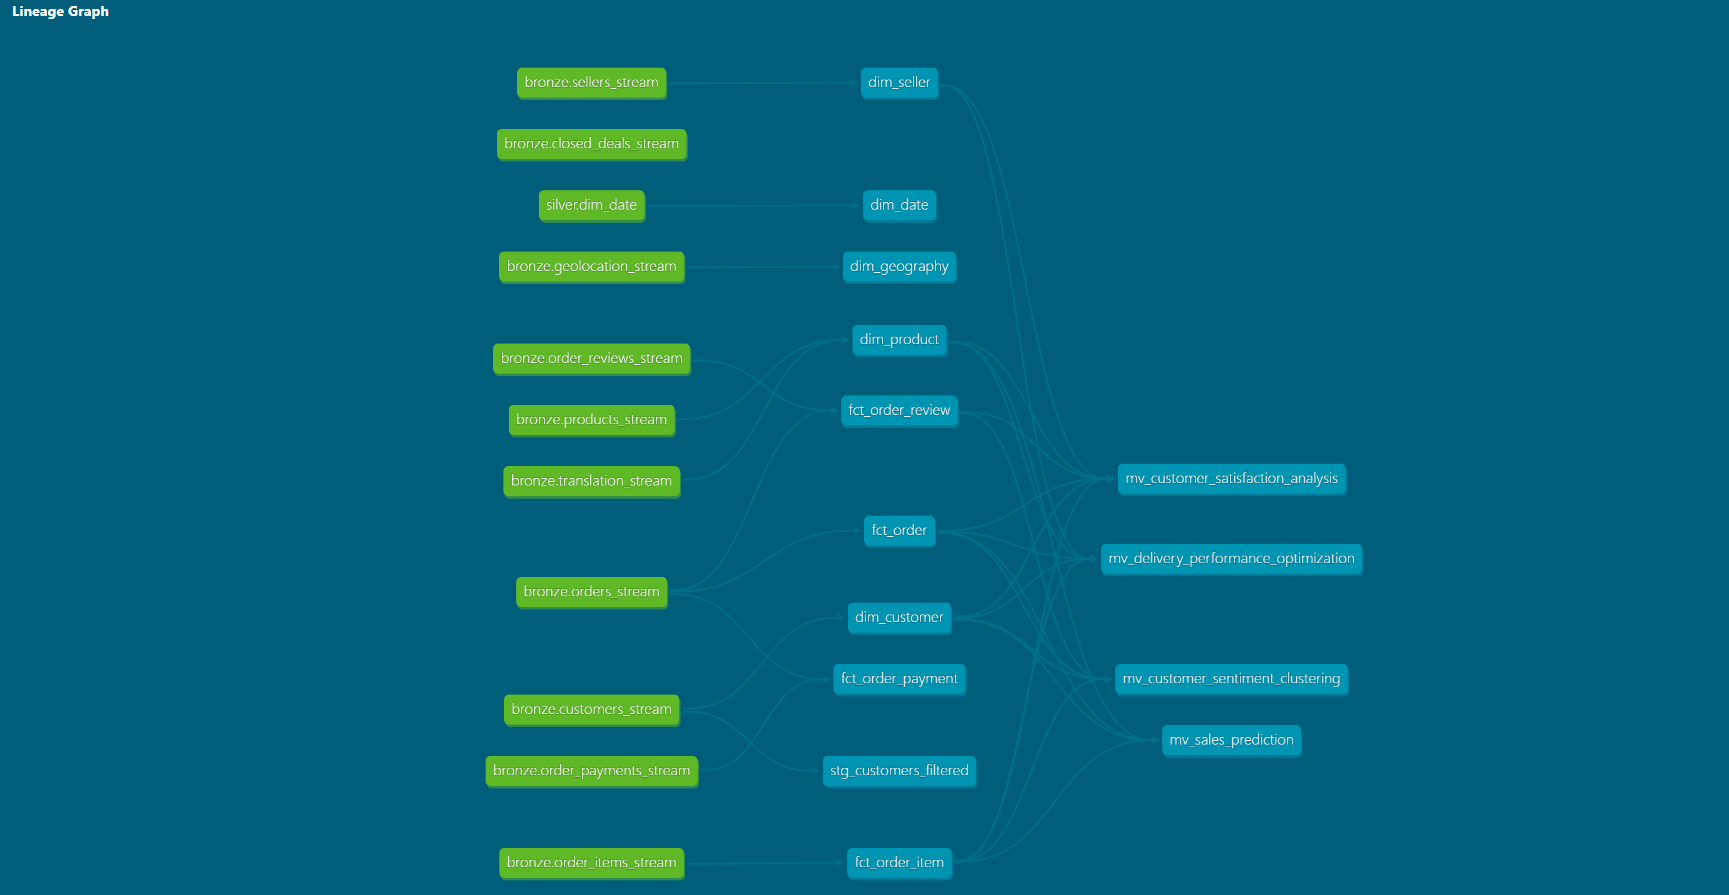 Lineage Graph
bronze.sellers_stream
dim_seller
bronze.closed_deals_stream
silver.dim_date
dim_date
bronze.geolocation_stream
dim_geography
dim_product
bronze.order_reviews_stream
fct_order_review
bronze.products_stream
bronze.translation_stream
mv_customer_satisfaction_analysis
fct_order
mv_delivery_performance_optimization
bronze.orders_stream
dim_customer
fct_order_payment
mv_customer_sentiment_clustering
bronze.customers_stream
mv_sales_prediction
bronze.order_payments_stream
stg_customers_filtered
bronze.order_items_stream
fct_order_item